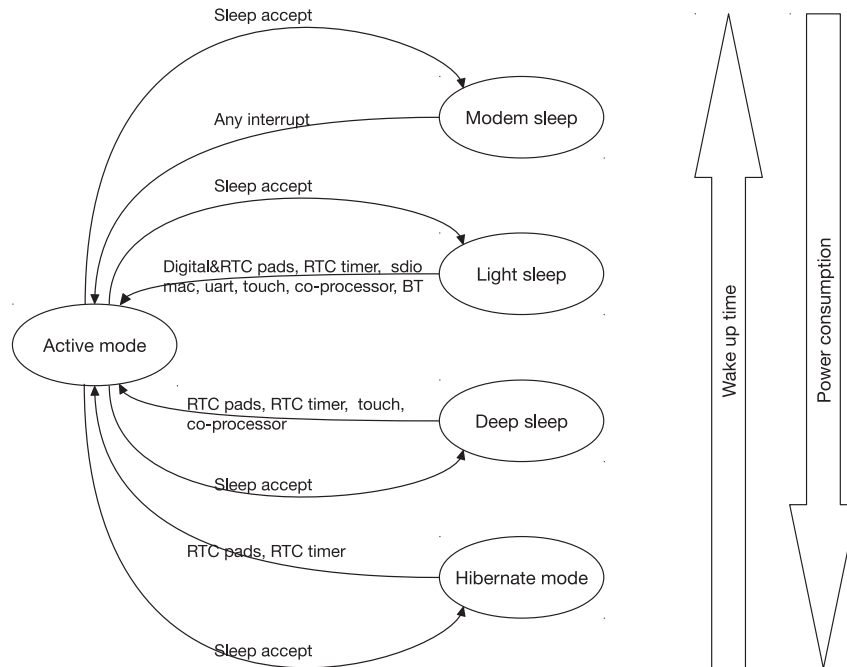 Sleep accept
Modem sleep
Any interrupt
Sleep accept
Digital&RTC pads, RTC timer, sdio
mac, uart, touch, co-processor, BT
Light sleep
Active mode
RTC pads, RTC timer, touch,
co-processor
Deep sleep
Sleep accept
RTC pads, RTC timer
Hibernate mode
Sleep accept
Wake up time
Power consumption